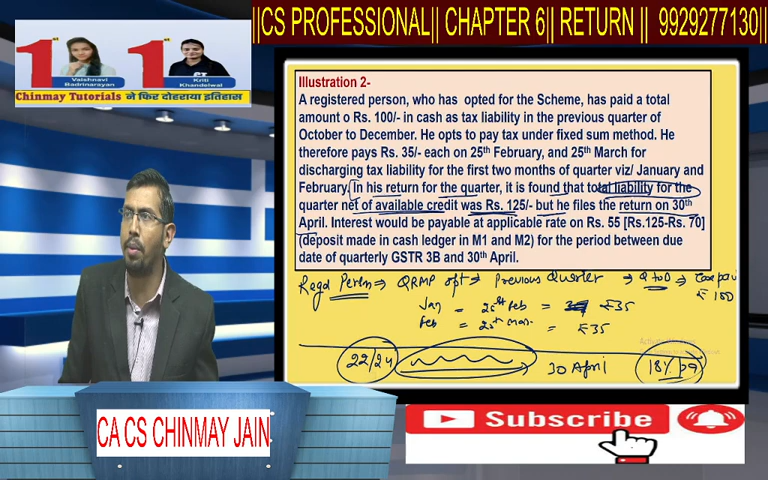 ||CS PROFESSIONAL|| CHAPTER 6|| RETURN || 9929277130||
1st
1st
Vaishnavi
Badrinarayan
Kriti
Khandelwal
Chinmay Tutorials ने फिर दोहराया इतिहास
Illustration 2-
A registered person, who has opted for the Scheme, has paid a total
amount o Rs. 100/- in cash as tax liability in the previous quarter of
October to December. He opts to pay tax under fixed sum method. He
therefore pays Rs. 35/- each on 25th February, and 25th March for
discharging tax liability for the first two months of quarter viz/ January and
February. In his return for the quarter, it is found that total liability for the
quarter net of available credit was Rs. 125/- but he files the return on 30th
April. Interest would be payable at applicable rate on Rs. 55 [Rs.125-Rs. 70]
(deposit made in cash ledger in M1 and M2) for the period between due
date of quarterly GSTR 3B and 30th April.
Regd Person ⇒ QRMP opt ⇒ Previous Quarter ⇒ O to D ⇒
₹ 100
Jan = 25th Feb = ₹35
Feb = 25th Mar. = ₹35
22/24
30 April
18%
CA CS CHINMAY JAIN
Subscribe